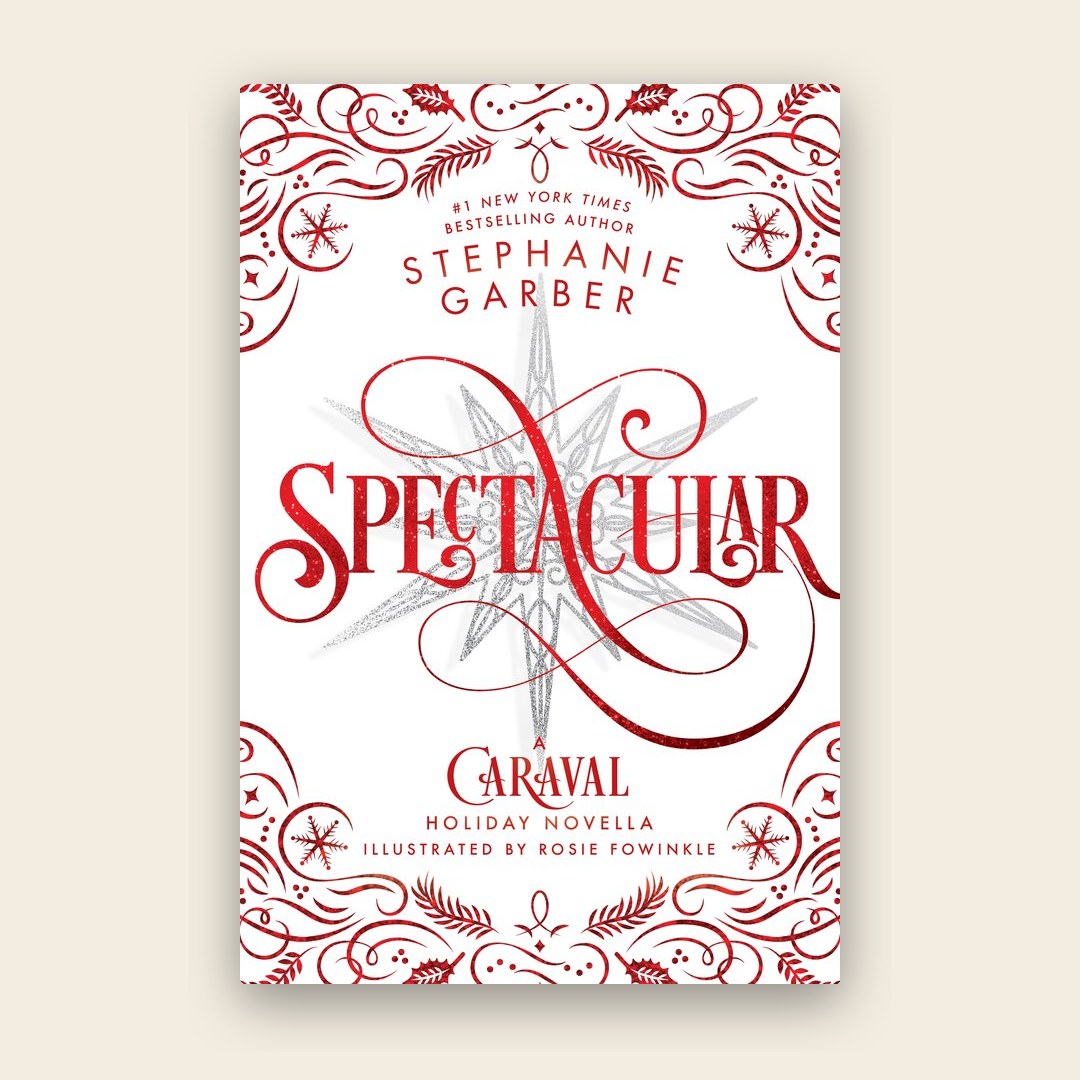 #1 NEW YORK TIMES
BESTSELLING AUTHOR
STEPHANIE
GARBER
SPECTACULAR
A
CARAVAL
HOLIDAY NOVELLA
ILLUSTRATED BY ROSIE FOWINKLE